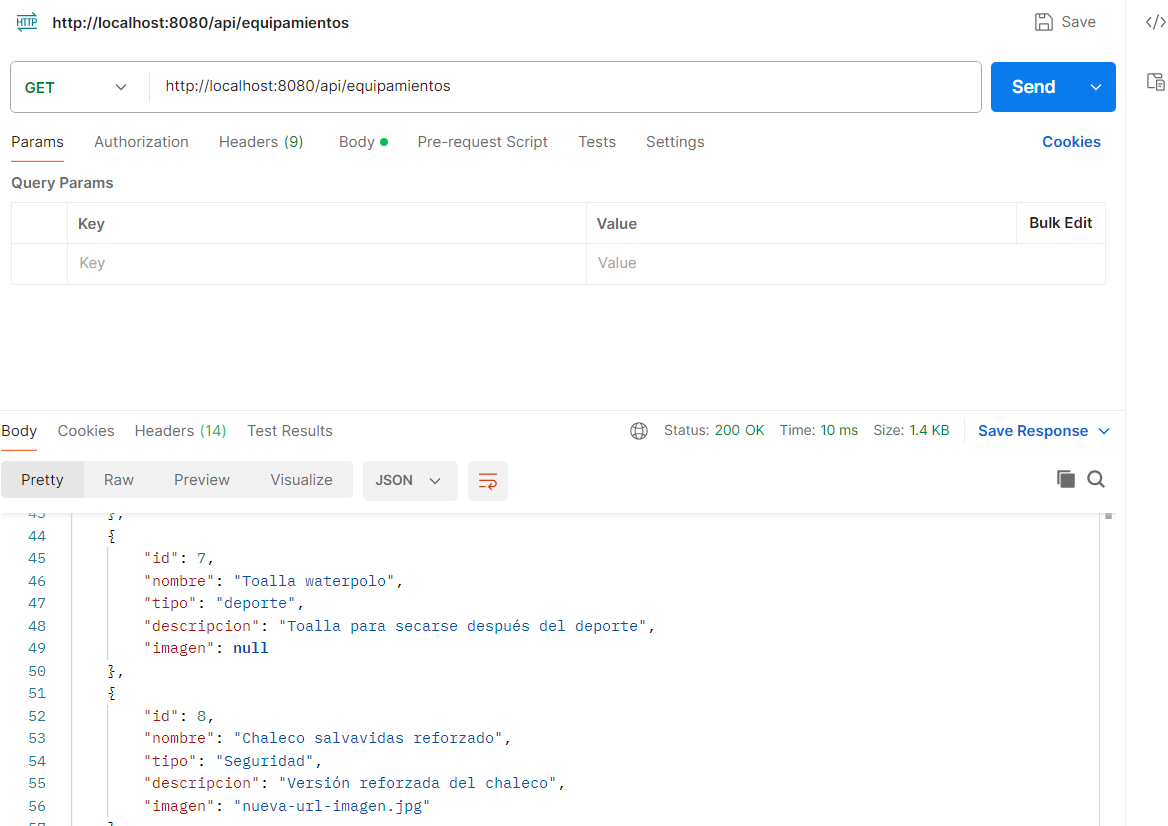 HTTP http://localhost:8080/api/equipamientos Save
GET http://localhost:8080/api/equipamientos Send
Params Authorization Headers (9) Body Pre-request Script Tests Settings Cookies
Query Params
Key Value Bulk Edit
Key Value
Body Cookies Headers (14) Test Results Status: 200 OK Time: 10 ms Size: 1.4 KB Save Response
Pretty Raw Preview Visualize JSON
43 },
44 {
45 "id": 7,
46 "nombre": "Toalla waterpolo",
47 "tipo": "deporte",
48 "descripcion": "Toalla para secarse después del deporte",
49 "imagen": null
50 },
51 {
52 "id": 8,
53 "nombre": "Chaleco salvavidas reforzado",
54 "tipo": "Seguridad",
55 "descripcion": "Versión reforzada del chaleco",
56 "imagen": "nueva-url-imagen.jpg"
57 }